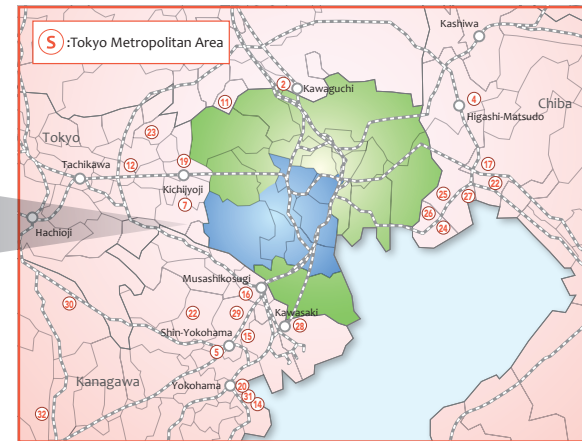 S :Tokyo Metropolitan Area
Kashiwa
2
Kawaguchi
11
4
Chiba
Higashi-Matsudo
Tokyo
23
12
19
17
Tachikawa
Kichijyoji
22
25
27
7
26
24
Hachioji
Musashikosugi
16
30
22
29
Kawasaki
28
Shin-Yokohama
15
5
Kanagawa
Yokohama
20
31
14
32